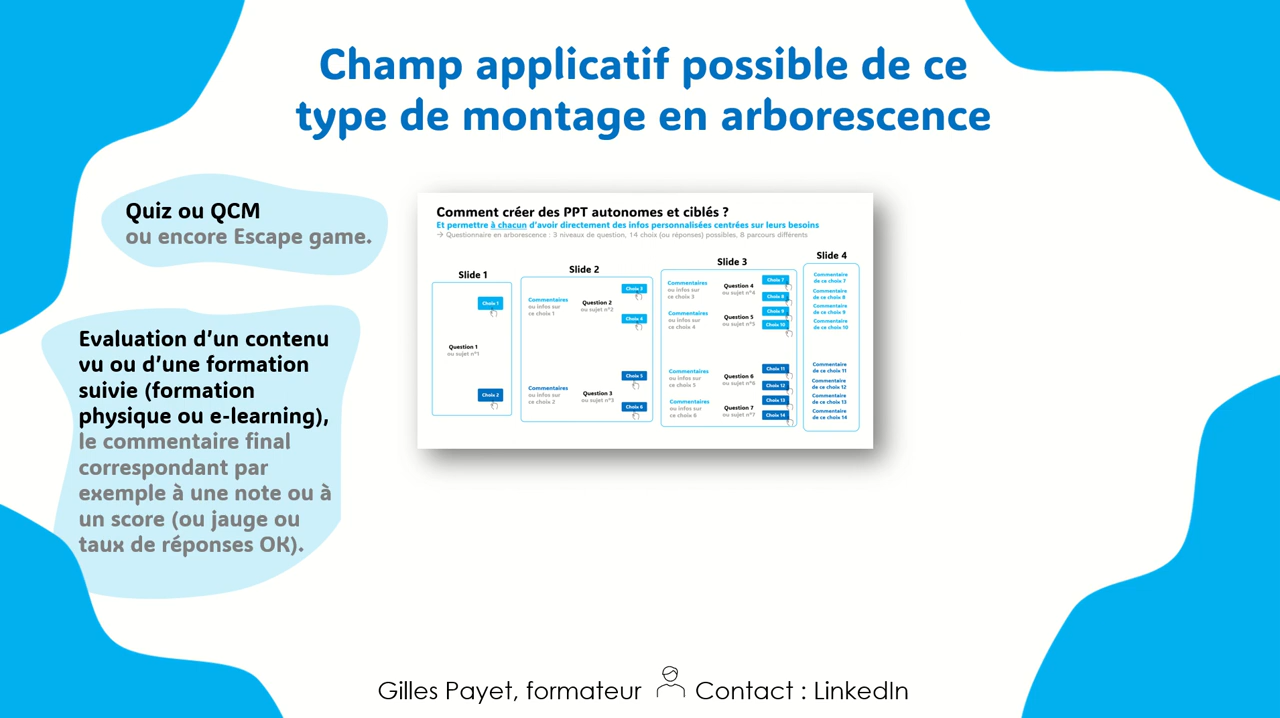 Champ applicatif possible de ce
type de montage en arborescence
Quiz ou QCM
ou encore Escape game.
Evaluation d’un contenu
vu ou d’une formation
suivie (formation
physique ou e-learning),
le commentaire final
correspondant par
exemple à une note ou à
un score (ou jauge ou
taux de réponses OK).
Comment créer des PPT autonomes et ciblés ?
Et permettre à chacun d’avoir directement des infos personnalisées centrées sur leurs besoins
→ Questionnaire en arborescence : 3 niveaux de question, 14 choix (ou réponses) possibles, 8 parcours différents
Slide 1
Choix 1
Question 1
ou sujet n°1
Choix 2
Slide 2
Commentaires
ou infos sur
ce choix 1
Question 2
ou sujet n°2
Choix 3
Choix 4
Commentaires
ou infos sur
ce choix 2
Question 3
ou sujet n°3
Choix 5
Choix 6
Slide 3
Commentaires
ou infos sur
ce choix 3
Question 4
ou sujet n°4
Choix 7
Choix 8
Commentaires
ou infos sur
ce choix 4
Question 5
ou sujet n°5
Choix 9
Choix 10
Commentaires
ou infos sur
ce choix 5
Question 6
ou sujet n°6
Choix 11
Choix 12
Commentaires
ou infos sur
ce choix 6
Question 7
ou sujet n°7
Choix 13
Choix 14
Slide 4
Commentaire
de ce choix 7
Commentaire
de ce choix 8
Commentaire
de ce choix 9
Commentaire
de ce choix 10
Commentaire
de ce choix 11
Commentaire
de ce choix 12
Commentaire
de ce choix 13
Commentaire
de ce choix 14
Gilles Payet, formateur Contact : LinkedIn